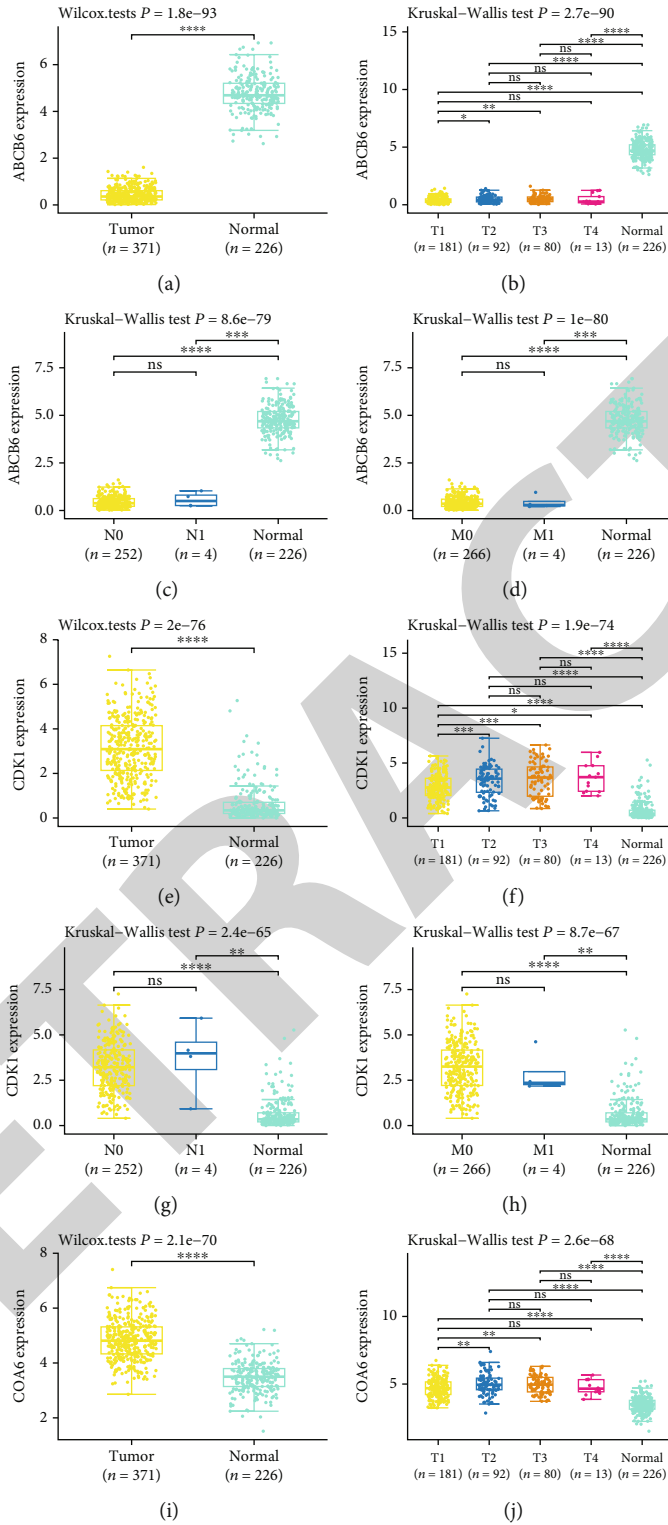 Wilcox.tests P = 1.8e−93
****
ABCB6 expression
6
4
2
0
Tumor Normal
(n = 371) (n = 226)
(a)
Kruskal−Wallis test P = 2.7e−90
****
****
ns
****
ns
ns
****
ns
**
*
ABCB6 expression
15
10
5
0
T1 T2 T3 T4 Normal
(n = 181) (n = 92) (n = 80) (n = 13) (n = 226)
(b)
Kruskal−Wallis test P = 8.6e−79
***
****
ns
ABCB6 expression
7.5
5.0
2.5
0.0
N0 N1 Normal
(n = 252) (n = 4) (n = 226)
(c)
Kruskal−Wallis test P = 1e−80
***
****
ns
ABCB6 expression
7.5
5.0
2.5
0.0
M0 M1 Normal
(n = 266) (n = 4) (n = 226)
(d)
Wilcox.tests P = 2e−76
****
CDK1 expression
8
6
4
2
0
Tumor Normal
(n = 371) (n = 226)
(e)
Kruskal−Wallis test P = 1.9e−74
****
****
ns
****
ns
ns
****
*
***
***
CDK1 expression
15
10
5
0
T1 T2 T3 T4 Normal
(n = 181) (n = 92) (n = 80) (n = 13) (n = 226)
(f)
Kruskal−Wallis test P = 2.4e−65
**
****
ns
CDK1 expression
7.5
5.0
2.5
0.0
N0 N1 Normal
(n = 252) (n = 4) (n = 226)
(g)
Kruskal−Wallis test P = 8.7e−67
**
****
ns
CDK1 expression
7.5
5.0
2.5
0.0
M0 M1 Normal
(n = 266) (n = 4) (n = 226)
(h)
Wilcox.tests P = 2.1e−70
****
COA6 expression
8
6
4
2
Tumor Normal
(n = 371) (n = 226)
(i)
Kruskal−Wallis test P = 2.6e−68
****
****
ns
****
ns
ns
****
ns
**
**
COA6 expression
10
5
T1 T2 T3 T4 Normal
(n = 181) (n = 92) (n = 80) (n = 13) (n = 226)
(j)
ETRACT